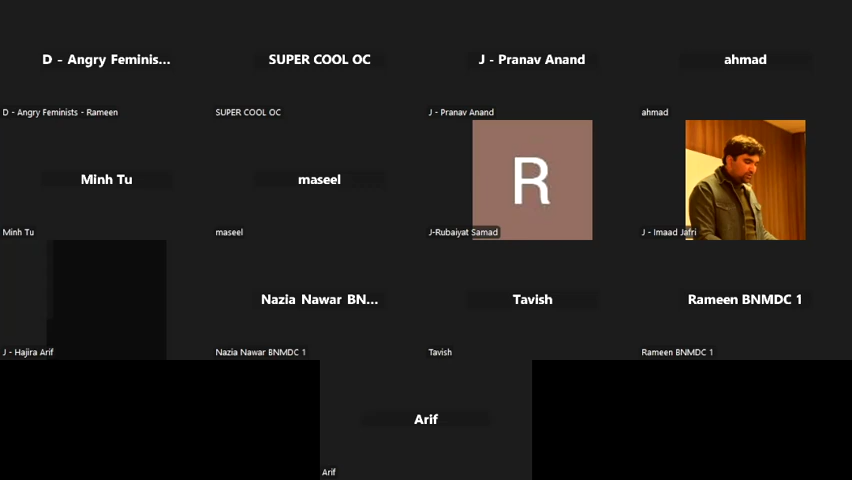 D - Angry Feminis...
SUPER COOL OC
J - Pranav Anand
ahmad
D - Angry Feminists - Rameen
SUPER COOL OC
J - Pranav Anand
ahmad
Minh Tu
maseel
R
Minh Tu
maseel
J-Rubaiyat Samad
J - Imaad Jafri
Nazia Nawar BN...
Tavish
Rameen BNMDC 1
J - Hajira Arif
Nazia Nawar BNMDC 1
Tavish
Rameen BNMDC 1
Arif
Arif